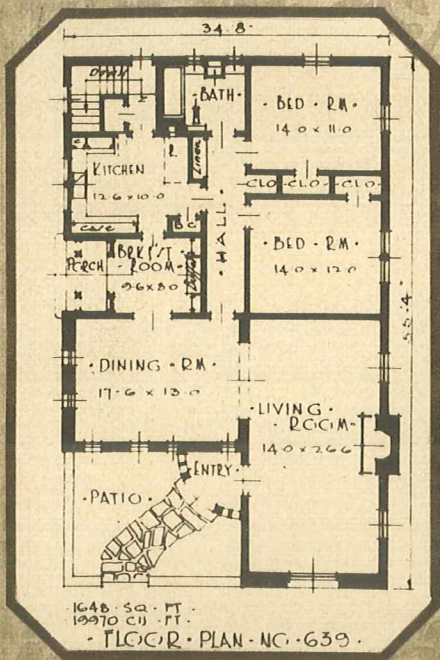 34-8
DOWN
BATH
BED · RM
14-0 x 11-0
KITCHEN
12-6 x 10-0
R
LINEN
CLO
CLO
CLO
CASE
B.C.
HALL
BED - RM
14-0 x 12-0
PORCH
BRKF'ST
ROOM
9-6 x 8-0
55-4
DINING · RM
17-6 x 13-0
LIVING
ROOM
14-0 x 26-6
ENTRY
PATIO
1648 · SQ · FT ·
19970 CU · FT ·
FLOOR · PLAN · NO · 639 ·